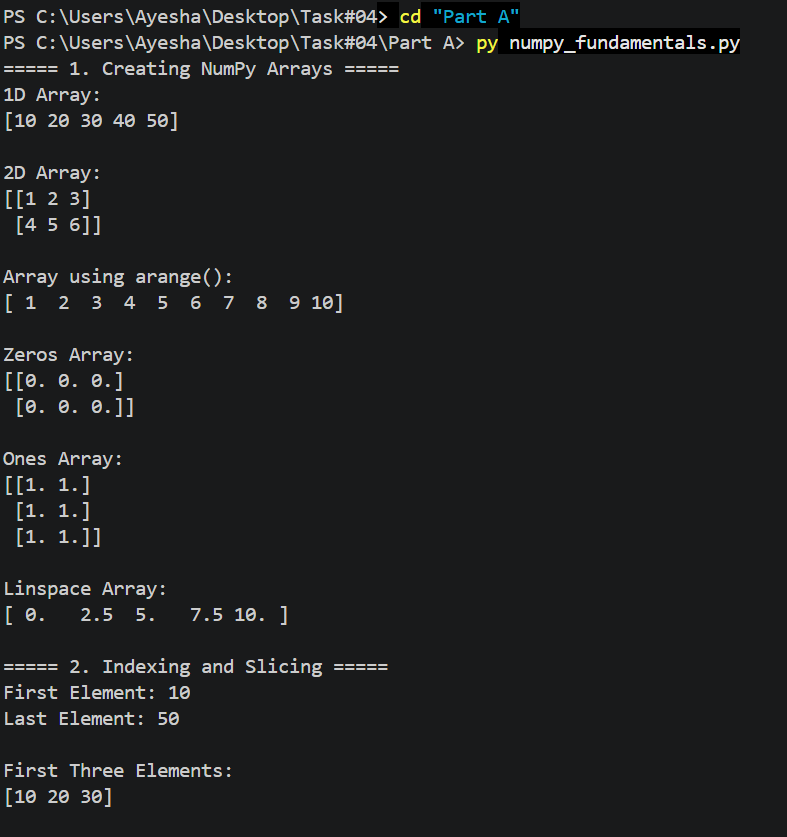 PS C:\Users\Ayesha\Desktop\Task#04> cd "Part A"
PS C:\Users\Ayesha\Desktop\Task#04\Part A> py numpy_fundamentals.py
===== 1. Creating NumPy Arrays =====
1D Array:
[10 20 30 40 50]

2D Array:
[[1 2 3]
 [4 5 6]]

Array using arange():
[ 1  2  3  4  5  6  7  8  9 10]

Zeros Array:
[[0. 0. 0.]
 [0. 0. 0.]]

Ones Array:
[[1. 1.]
 [1. 1.]
 [1. 1.]]

Linspace Array:
[ 0.   2.5  5.   7.5 10. ]

===== 2. Indexing and Slicing =====
First Element: 10
Last Element: 50

First Three Elements:
[10 20 30]